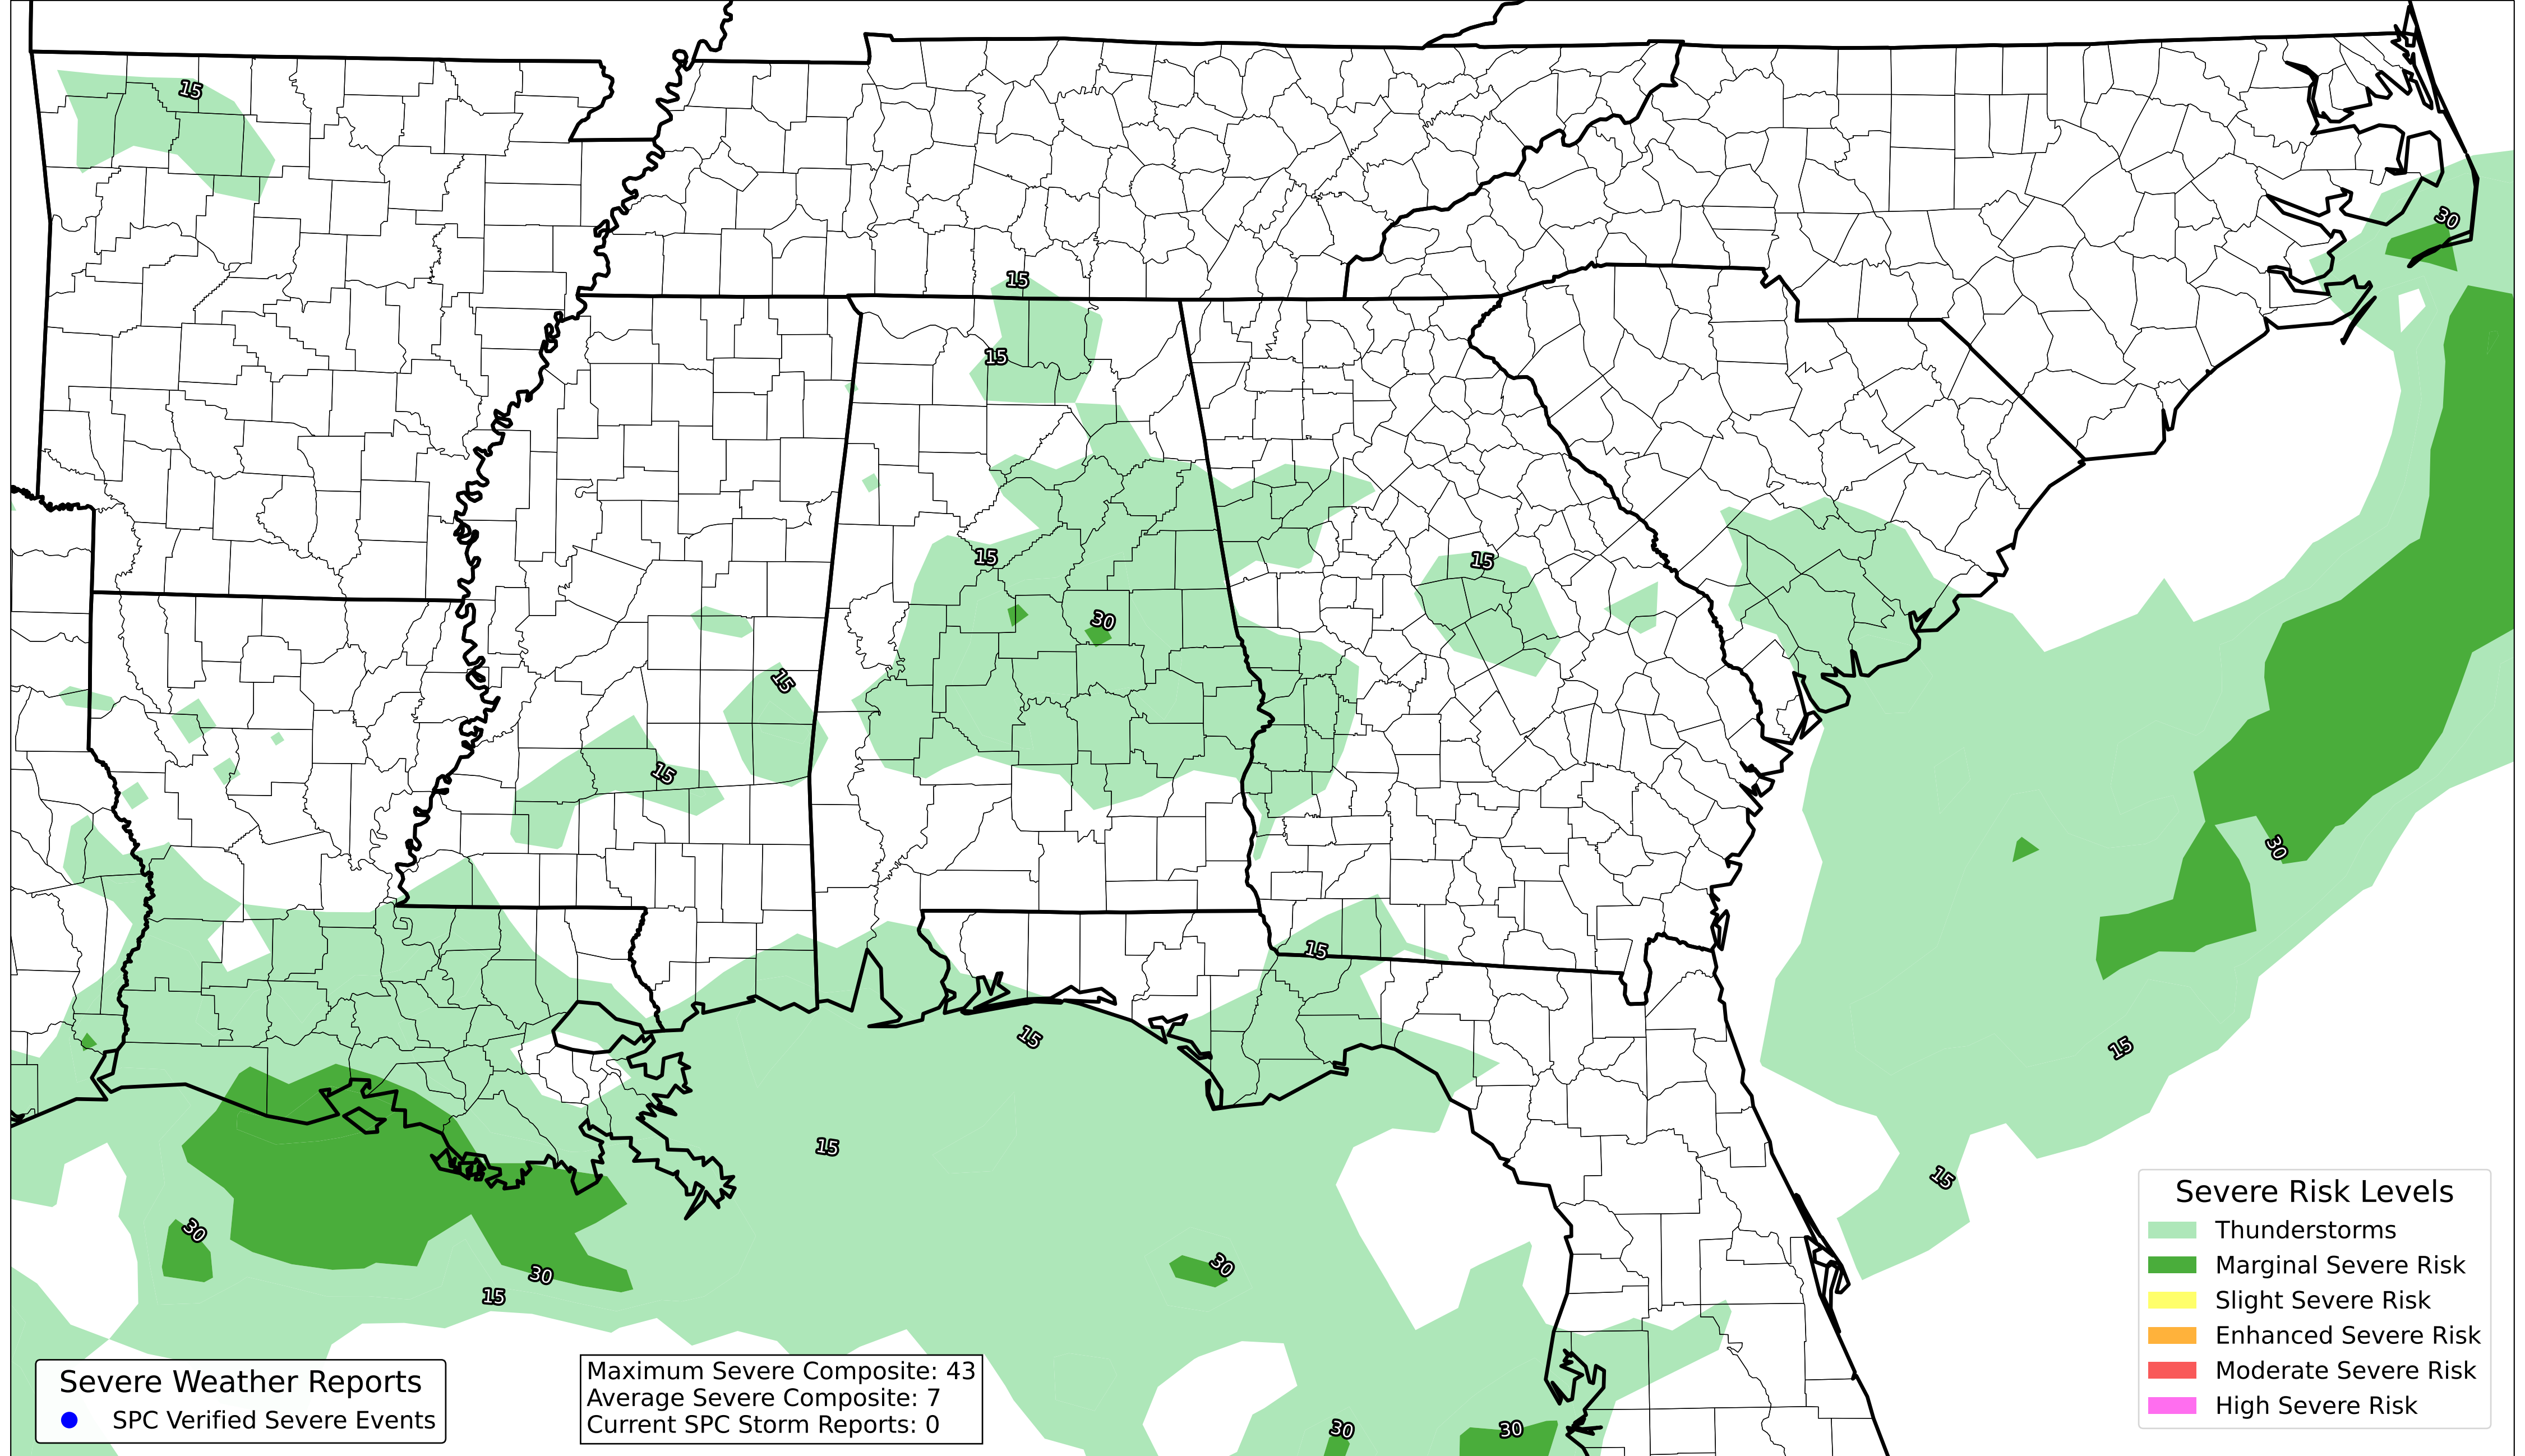 15
30
15
15
15
15
30
15
15
30
15
15
15
15
30
30
30
15
15
30
30
Severe Risk Levels
Thunderstorms
Marginal Severe Risk
Slight Severe Risk
Enhanced Severe Risk
Moderate Severe Risk
High Severe Risk
Severe Weather Reports
SPC Verified Severe Events
Maximum Severe Composite: 43
Average Severe Composite: 7
Current SPC Storm Reports: 0